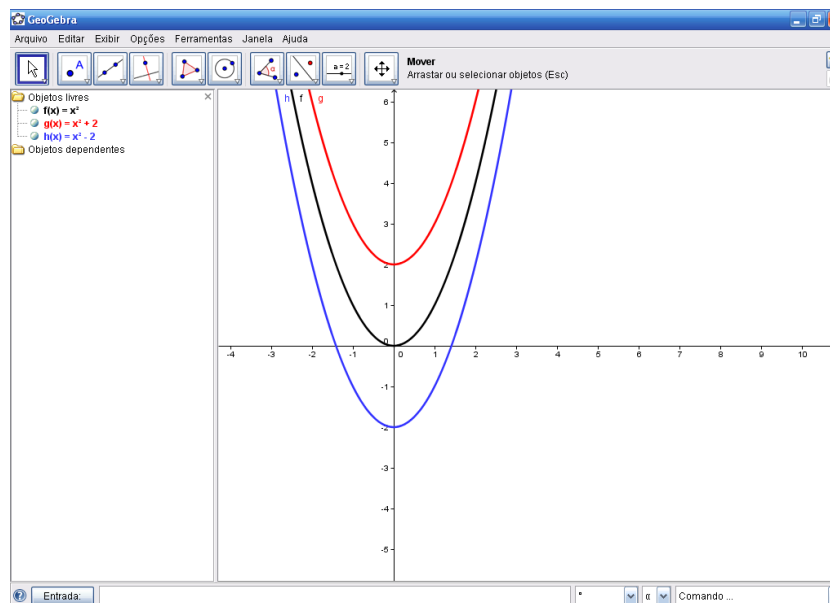 GeoGebra
Arquivo Editar Exibir Opções Ferramentas Janela Ajuda
A
α
a = 2
Mover
Arrastar ou selecionar objetos (Esc)
Objetos livres
f(x) = x²
g(x) = x² + 2
h(x) = x² - 2
Objetos dependentes
h f g
6
5
4
3
2
1
0
-4 -3 -2 -1 0 1 2 3 4 5 6 7 8 9 10
-1
-2
-3
-4
-5
Entrada:
° α Comando ...